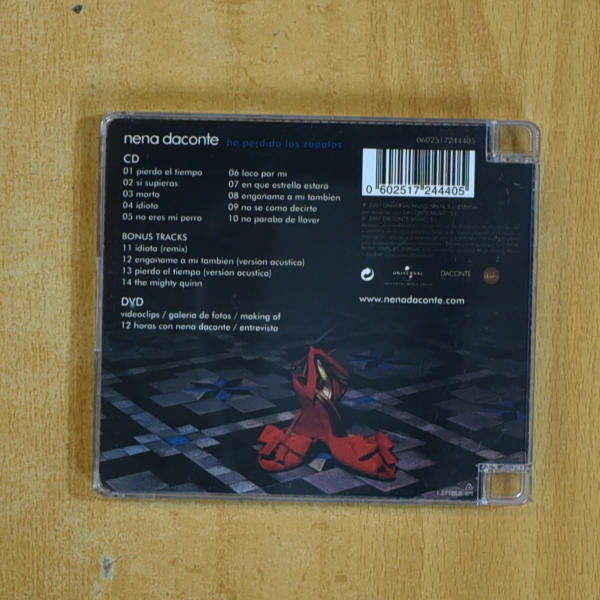 nena daconte he perdido los zapatos
0602517244405
CD
01 pierdo el tiempo
02 si supieras
03 marta
04 idiota
05 no eres mi perro
06 loco por mi
07 en que estrella estara
08 enganame a mi tambien
09 no se como decirte
10 no paraba de llover
BONUS TRACKS
11 idiota (remix)
12 enganame a mi tambien (version acustica)
13 pierdo el tiempo (version acustica)
14 the mighty quinn
DVD
videoclips / galeria de fotos / making of
12 horas con nena daconte / entrevista
0 602517 244405
UNIVERSAL
DACONTE
www.nenadaconte.com